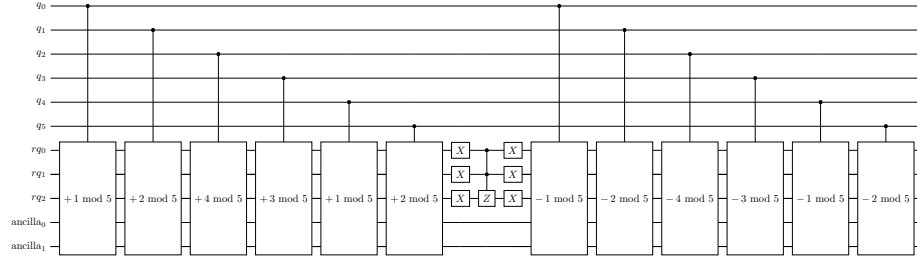 q0
q1
q2
q3
q4
q5
rq0 X X
rq1 X X
rq2 +1 mod 5 +2 mod 5 +4 mod 5 +3 mod 5 +1 mod 5 +2 mod 5 X Z X −1 mod 5 −2 mod 5 −4 mod 5 −3 mod 5 −1 mod 5 −2 mod 5
ancilla0
ancilla1